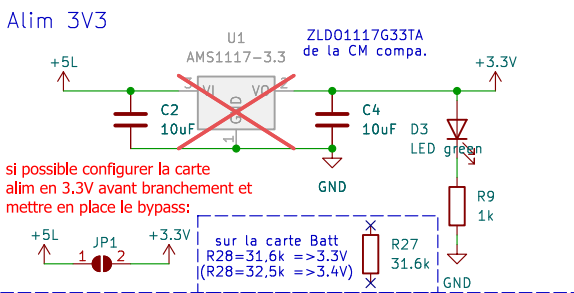 Alim 3V3
U1
AMS1117-3.3
ZLDO1117G33TA
de la CM compa.
+5L
+3.3V
3 VI VO 2
GND
1
C2
10uF
C4
10uF
D3
LED green
GND
si possible configurer la carte
alim en 3.3V avant branchement et
mettre en place le bypass:
R9
1k
+5L
JP1
+3.3V
1 2
sur la carte Batt
R28=31,6k =>3.3V
(R28=32,5k =>3.4V)
R27
31.6k
GND